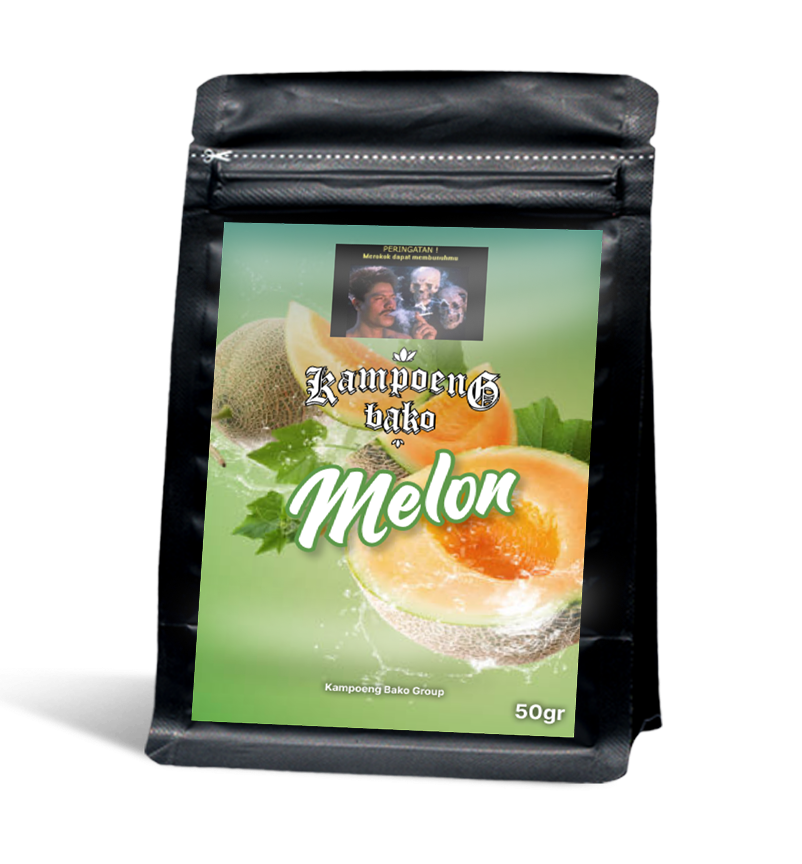 PERINGATAN !
Merokok dapat membunuhmu
KampoenG
bako
Melon
Kampoeng Bako Group
50gr